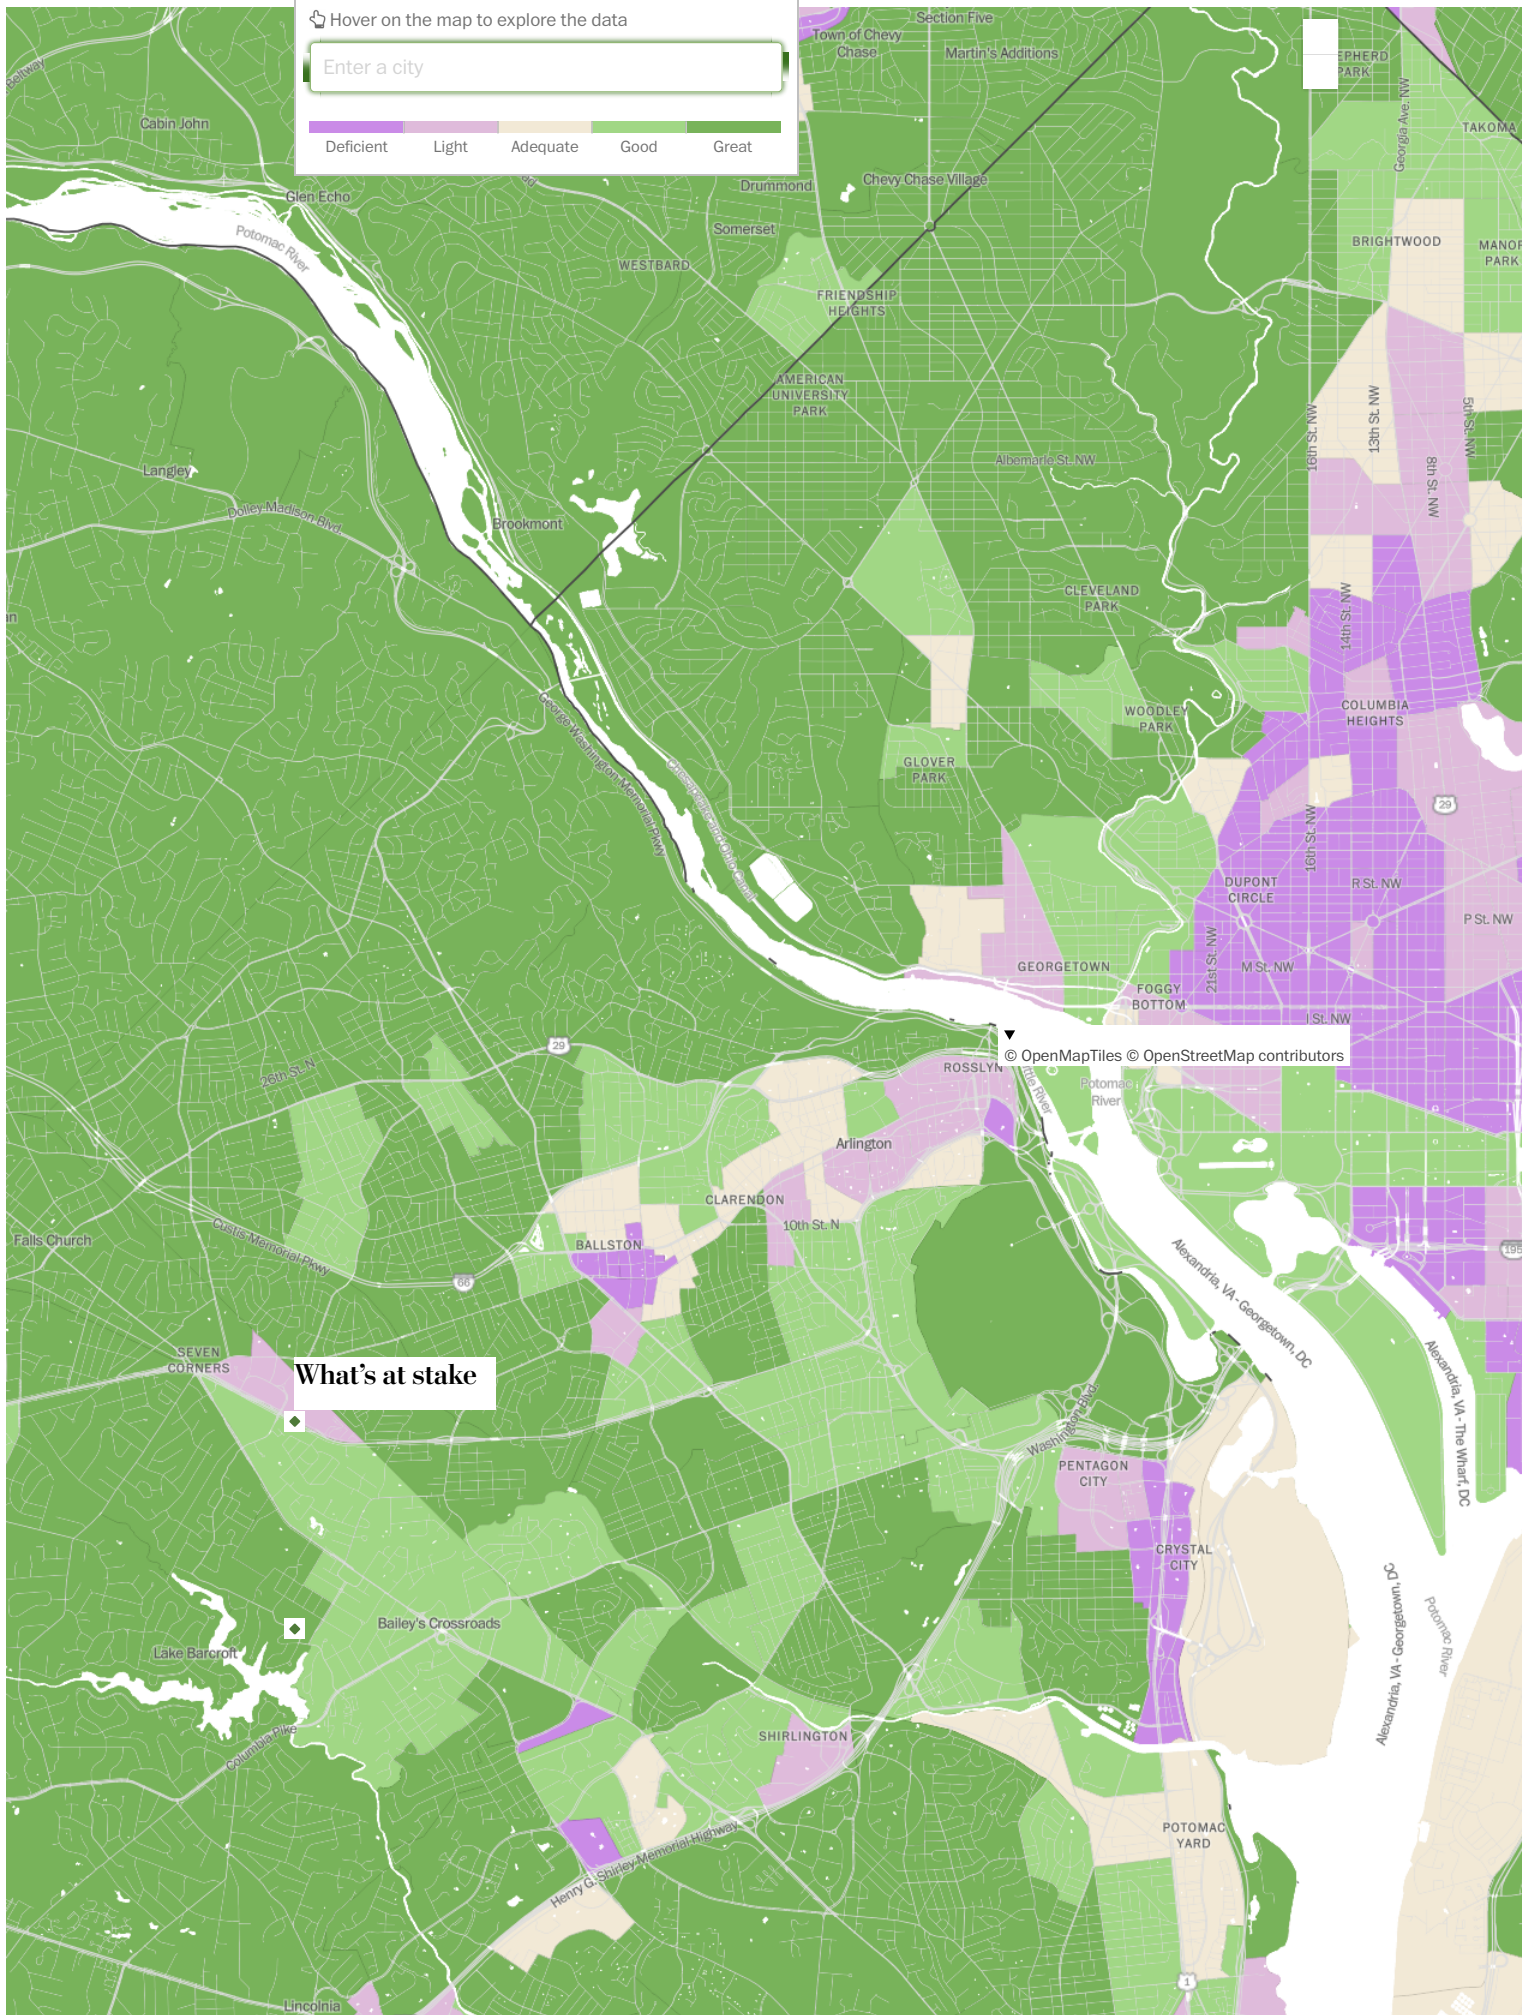 Hover on the map to explore the data
Enter a city
Deficient
Light
Adequate
Good
Great
Section Five
Town of Chevy
Chase
Martin's Additions
PARK
Georgia Ave. NW
TAKOMA
Beltway
Cabin John
Glen Echo
Potomac River
Drummond
Chevy Chase Village
Somerset
WESTBARD
BRIGHTWOOD
PARK
FRIENDSHIP
HEIGHTS
AMERICAN
UNIVERSITY
PARK
16th St. NW
13th St. NW
5th St. NW
8th St. NW
Albemarle St. NW
Langley
Dolley Madison Blvd.
Brookmont
CLEVELAND
PARK
14th St. NW
COLUMBIA
HEIGHTS
WOODLEY
PARK
George Washington Memorial Pkwy
GLOVER
PARK
Chesapeake and Ohio Canal
29
16th St. NW
DUPONT
CIRCLE
R St. NW
P St. NW
21st St. NW
M St. NW
GEORGETOWN
FOGGY
BOTTOM
I St. NW
▼
© OpenMapTiles © OpenStreetMap contributors
29
26th St. N
ROSSLYN
Potomac
River
Arlington
CLARENDON
10th St. N
BALLSTON
Falls Church
Custis Memorial Pkwy
66
195
Alexandria, VA - Georgetown, DC
Alexandria, VA - The Wharf, DC
SEVEN
CORNERS
What's at stake
Washington Blvd.
PENTAGON
CITY
CRYSTAL
CITY
Alexandria, VA - Georgetown, DC
Potomac River
Bailey's Crossroads
Lake Barcroft
Columbia Pike
SHIRLINGTON
Henry G. Shirley Memorial Highway
POTOMAC
YARD
1
Lincolnia